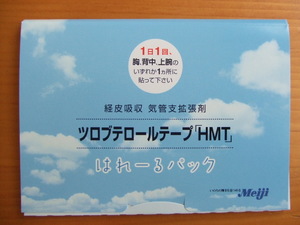 1日1回、
胸、背中、上腕の
いずれか1ヵ所に
貼って下さい
経皮吸収 気管支拡張剤
ツロブテロールテープ「HMT」
はれーるパック
Meiji